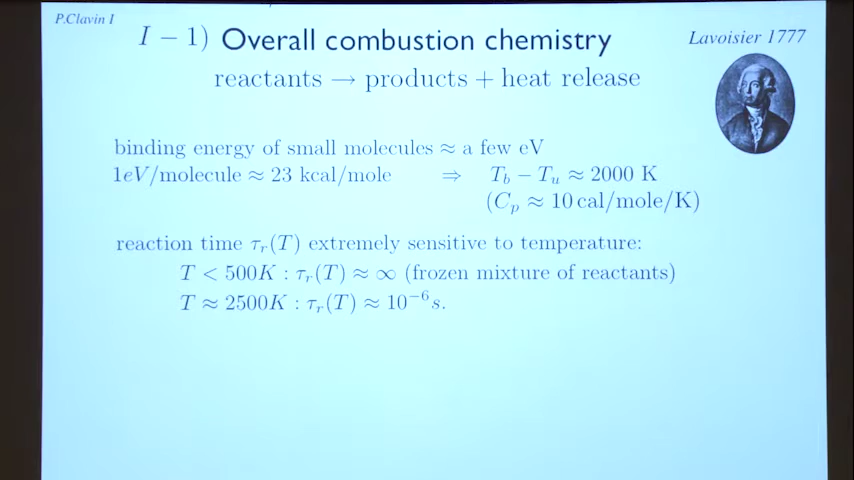 P.Clavin I
I – 1) Overall combustion chemistry
Lavoisier 1777
reactants → products + heat release
binding energy of small molecules ≈ a few eV
1eV/molecule ≈ 23 kcal/mole ⇒ T_b − T_u ≈ 2000 K
(C_p ≈ 10 cal/mole/K)
reaction time τ_r(T) extremely sensitive to temperature:
T < 500K : τ_r(T) ≈ ∞ (frozen mixture of reactants)
T ≈ 2500K : τ_r(T) ≈ 10⁻⁶ s.